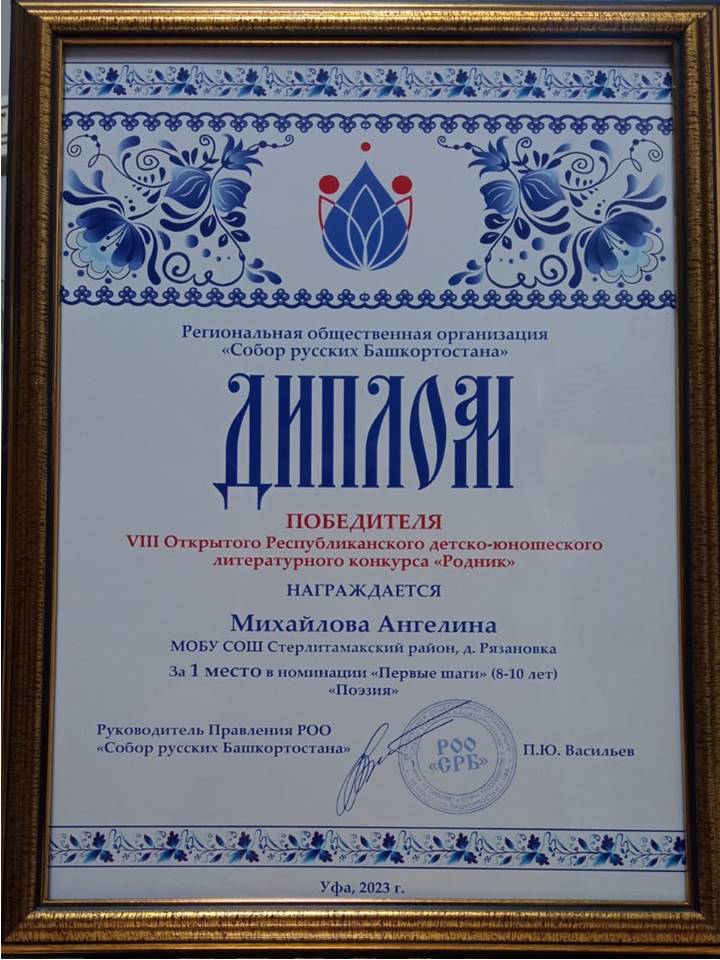 Региональная общественная организация
«Собор русских Башкортостана»
ДИПЛОМ
ПОБЕДИТЕЛЯ
VIII Открытого Республиканского детско-юношеского
литературного конкурса «Родник»
НАГРАЖДАЕТСЯ
Михайлова Ангелина
МОБУ СОШ Стерлитамакский район, д. Рязановка
За 1 место в номинации «Первые шаги» (8-10 лет)
«Поэзия»
Руководитель Правления РОО
«Собор русских Башкортостана»
РОО
«СРБ»
П.Ю. Васильев
Уфа, 2023 г.